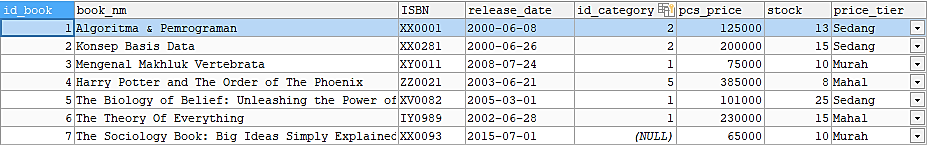 id_book book_nm ISBN release_date id_category pcs_price stock price_tier
1 Algoritma & Pemrograman XX0001 2000-06-08 2 125000 13 Sedang
2 Konsep Basis Data XX0281 2000-06-26 2 200000 15 Sedang
3 Mengenal Makhluk Vertebrata XY0011 2008-07-24 1 75000 10 Murah
4 Harry Potter and The Order of The Phoenix ZZ0021 2003-06-21 5 385000 8 Mahal
5 The Biology of Belief: Unleashing the Power of XV0082 2005-03-01 1 101000 25 Sedang
6 The Theory Of Everything IY0989 2002-06-28 1 230000 15 Mahal
7 The Sociology Book: Big Ideas Simply Explained XX0093 2015-07-01 (NULL) 65000 10 Murah